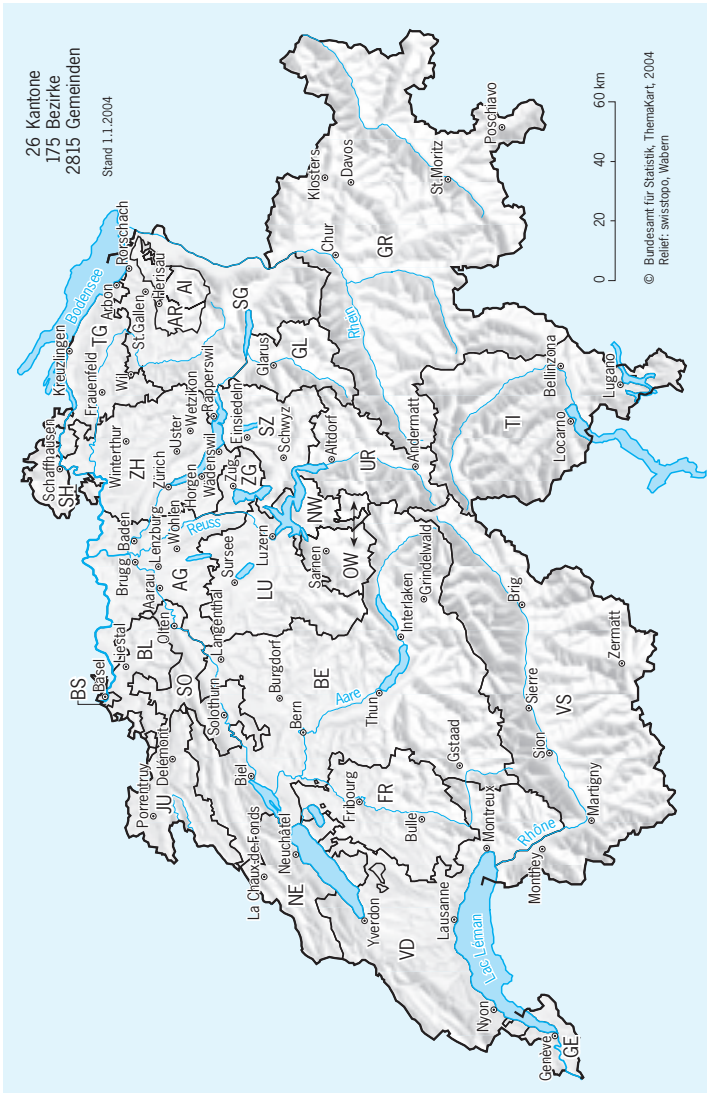 26 Kantone
175 Bezirke
2815 Gemeinden
Stand 1.1.2004
BS
Basel
Liestal
BL
SO
Porrentruy
JU
Delémont
Schaffhausen
SH
Kreuzlingen
Bodensee
Frauenfeld
TG
Arbon
Rorschach
Wil
St.Gallen
Herisau
AR
AI
SG
Winterthur
ZH
Zürich
Uster
Wetzikon
Rapperswil
Horgen
Wädenswil
Brugg
Baden
Lenzburg
Wohlen
Aarau
AG
Reuss
Olten
Zug
ZG
Einsiedeln
SZ
Schwyz
Glarus
GL
Sursee
LU
Luzern
Langenthal
Solothurn
Burgdorf
BE
Bern
Biel
La Chaux-de-Fonds
NE
Neuchâtel
Sarnen
OW
NW
Altdorf
UR
Andermatt
Chur
Klosters
Davos
GR
Rhein
St.Moritz
Poschiavo
Aare
Thun
Interlaken
Grindelwald
Fribourg
FR
Bulle
Gstaad
Yverdon
VD
Lausanne
Montreux
Lac Léman
Nyon
Genève
GE
Rhône
Monthey
Martigny
Sion
Sierre
VS
Brig
Zermatt
TI
Locarno
Bellinzona
Lugano
0 20 40 60 km
© Bundesamt für Statistik, ThemaKart, 2004
Relief: swisstopo, Wabern